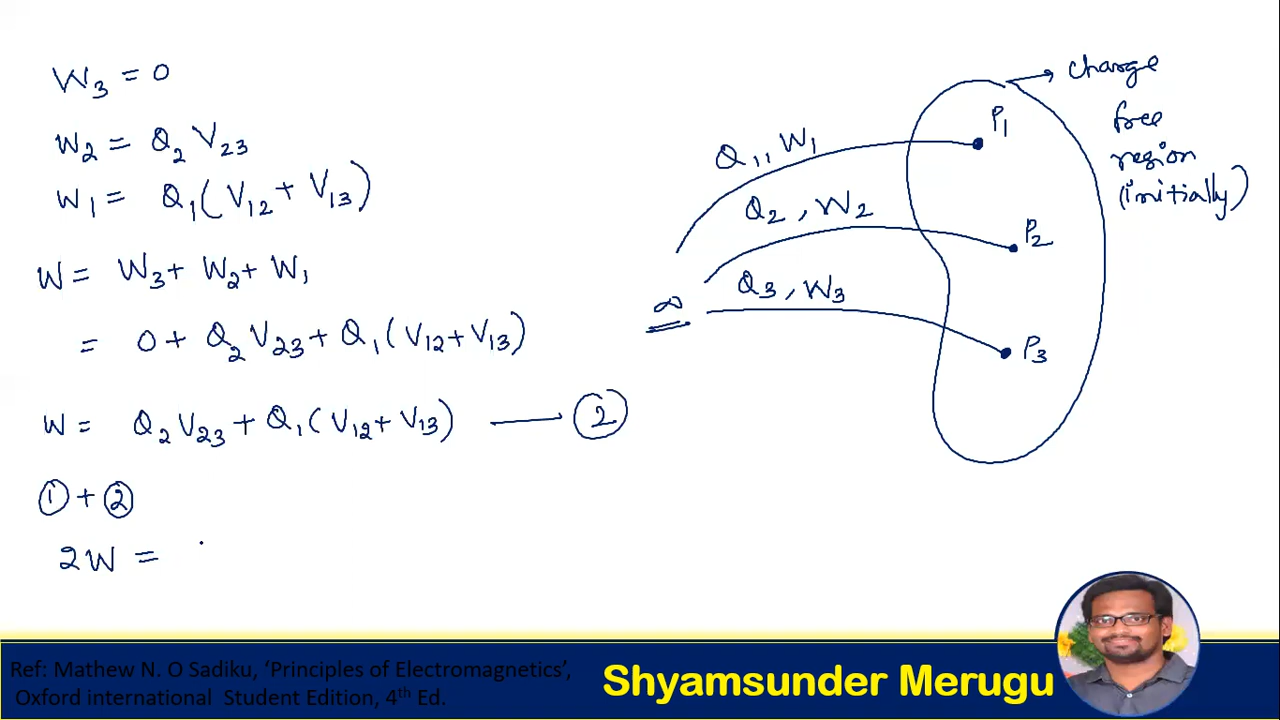 W₃ = 0
W₂ = Q₂ V₂₃
W₁ = Q₁(V₁₂ + V₁₃)
W = W₃ + W₂ + W₁
= 0 + Q₂ V₂₃ + Q₁(V₁₂ + V₁₃)
W = Q₂ V₂₃ + Q₁(V₁₂ + V₁₃) —— ②
① + ②
2W =
→ charge
free
region
(initially)
P₁
Q₁, W₁
Q₂, W₂
P₂
Q₃, W₃
∞
P₃
Ref: Mathew N. O Sadiku, ‘Principles of Electromagnetics’,
Oxford international Student Edition, 4th Ed.
Shyamsunder Merugu